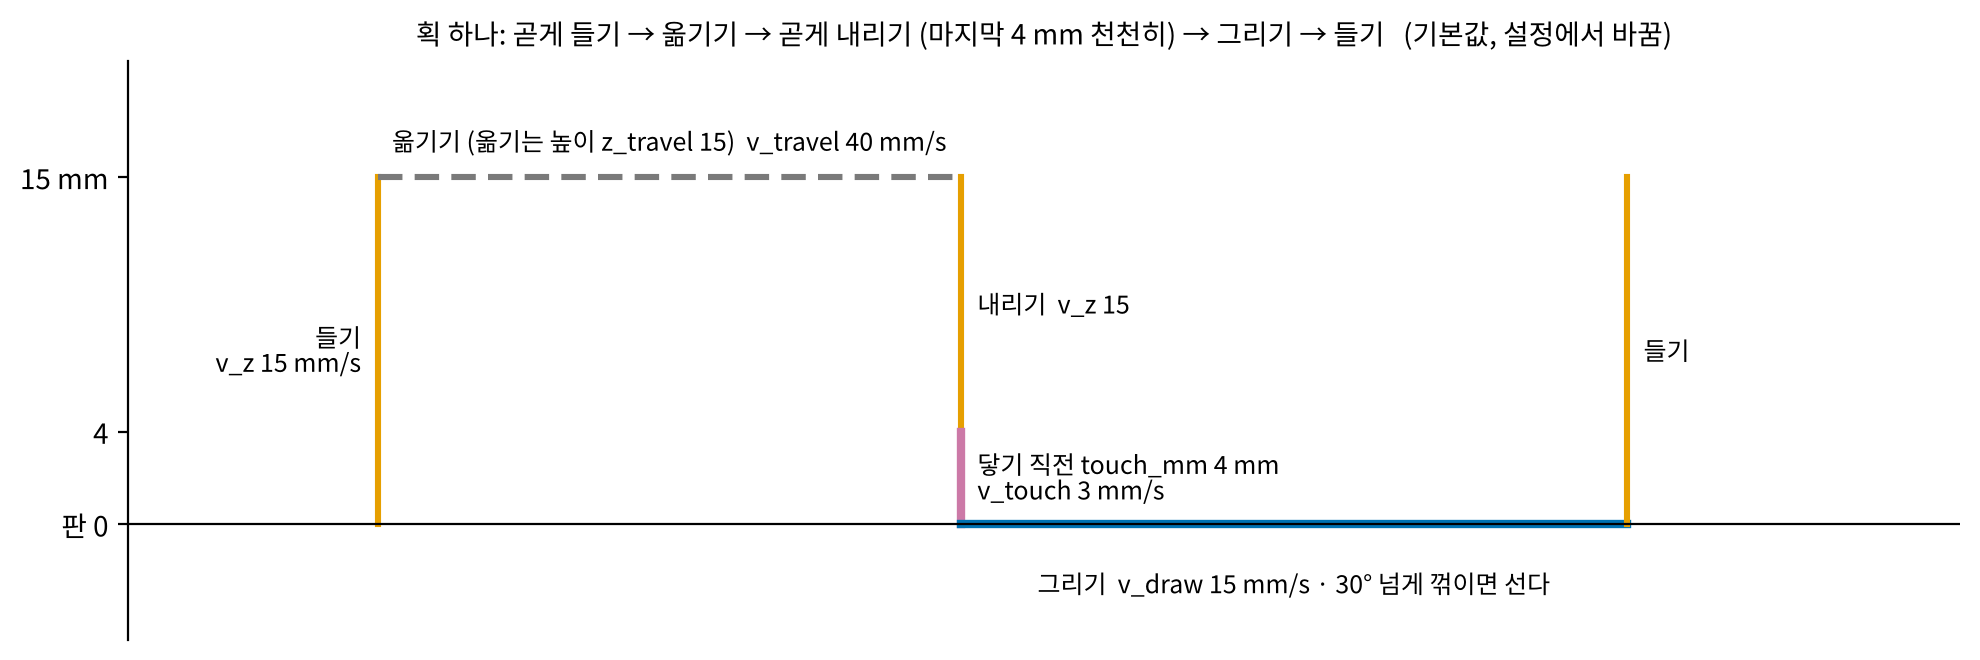 획 하나: 곧게 들기 → 옮기기 → 곧게 내리기 (마지막 4 mm 천천히) → 그리기 → 들기 (기본값, 설정에서 바꿈)
옮기기 (옮기는 높이 z_travel 15) v_travel 40 mm/s
15 mm
내리기 v_z 15
들기
v_z 15 mm/s
들기
4
닿기 직전 touch_mm 4 mm
v_touch 3 mm/s
판 0
그리기 v_draw 15 mm/s · 30° 넘게 꺾이면 선다